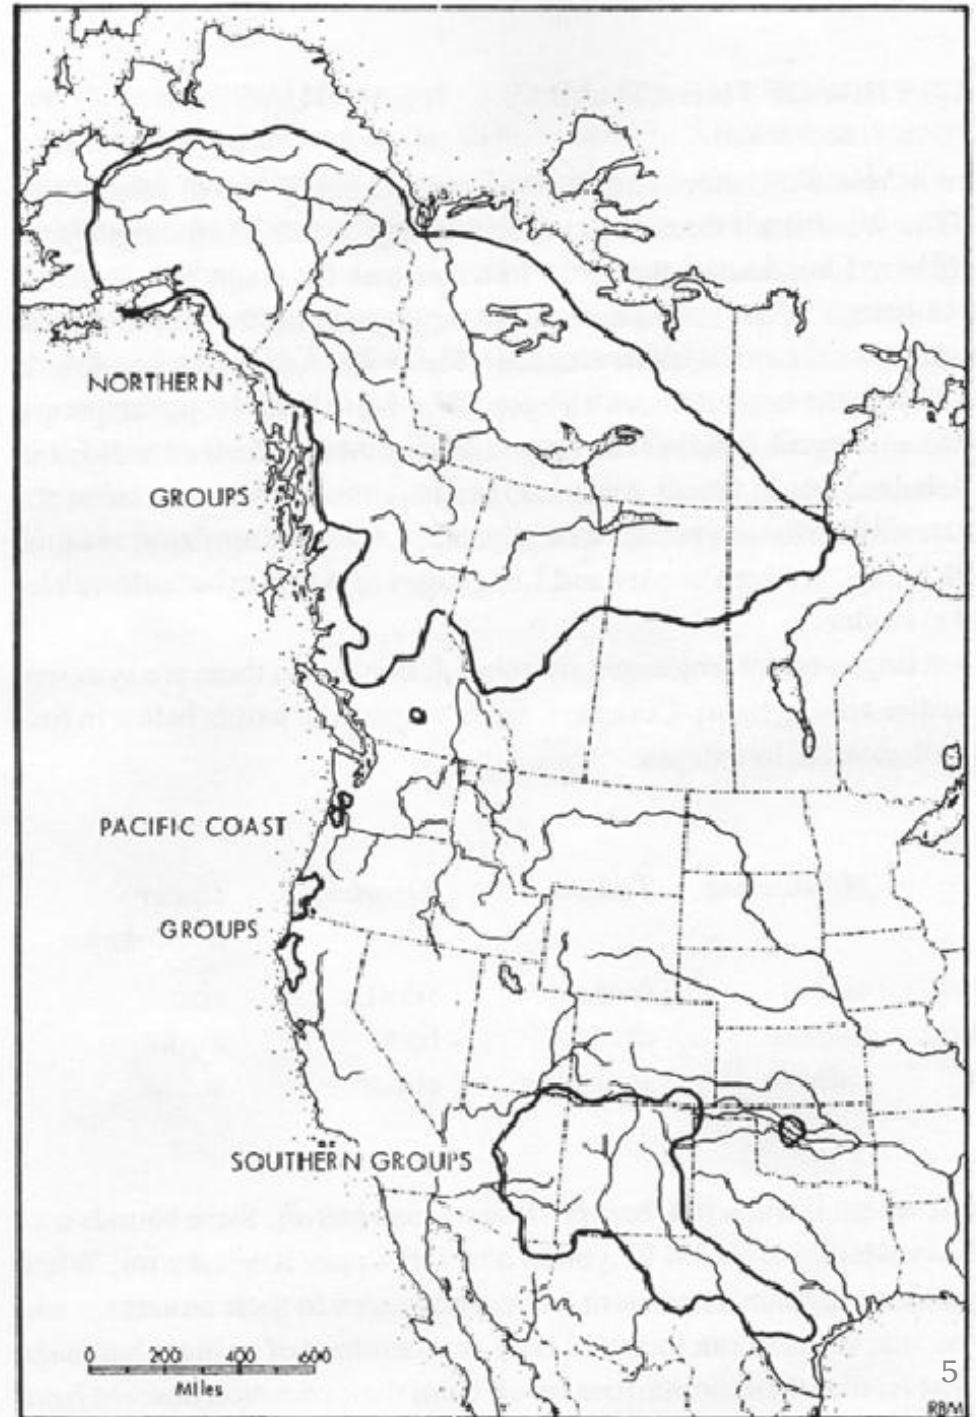 NORTHERN
GROUPS
PACIFIC COAST
GROUPS
SOUTHERN GROUPS
0 200 400 600
Miles
5
RBM